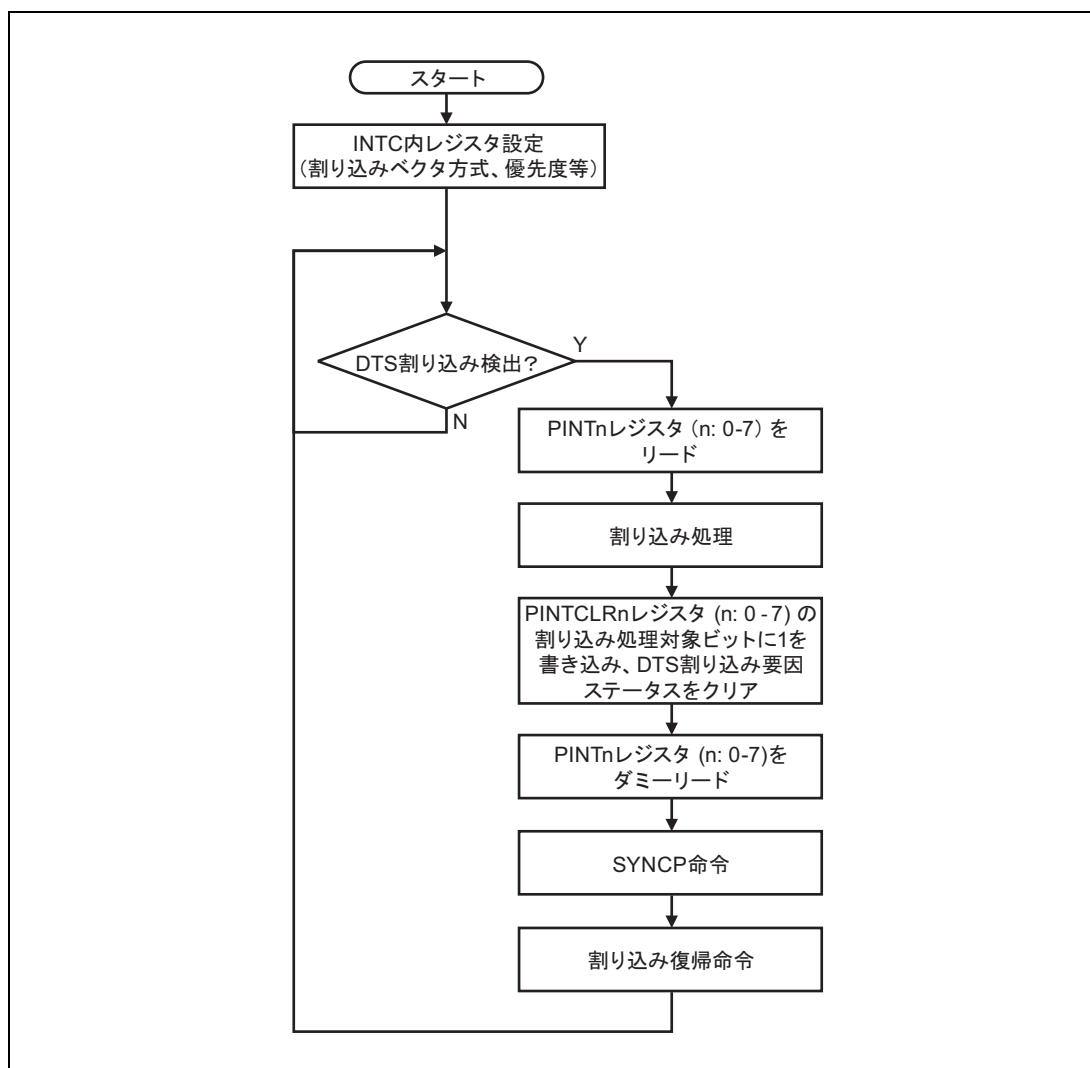 スタート
INTC内レジスタ設定
（割り込みベクタ方式、優先度等）
DTS割り込み検出？
Y
N
PINTnレジスタ（n: 0-7）を
リード
割り込み処理
PINTCLRnレジスタ (n: 0 - 7) の
割り込み処理対象ビットに1を
書き込み、DTS割り込み要因
ステータスをクリア
PINTnレジスタ (n: 0-7)を
ダミーリード
SYNCP命令
割り込み復帰命令